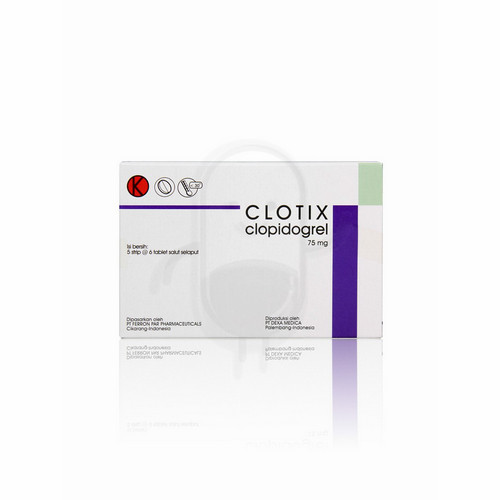 K
CLOTIX
clopidogrel
75 mg
Isi bersih:
5 strip @ 6 tablet salut selaput
Dipasarkan oleh
PT FERRON PAR PHARMACEUTICALS
Cikarang-Indonesia
Diproduksi oleh
PT DEXA MEDICA
Palembang-Indonesia